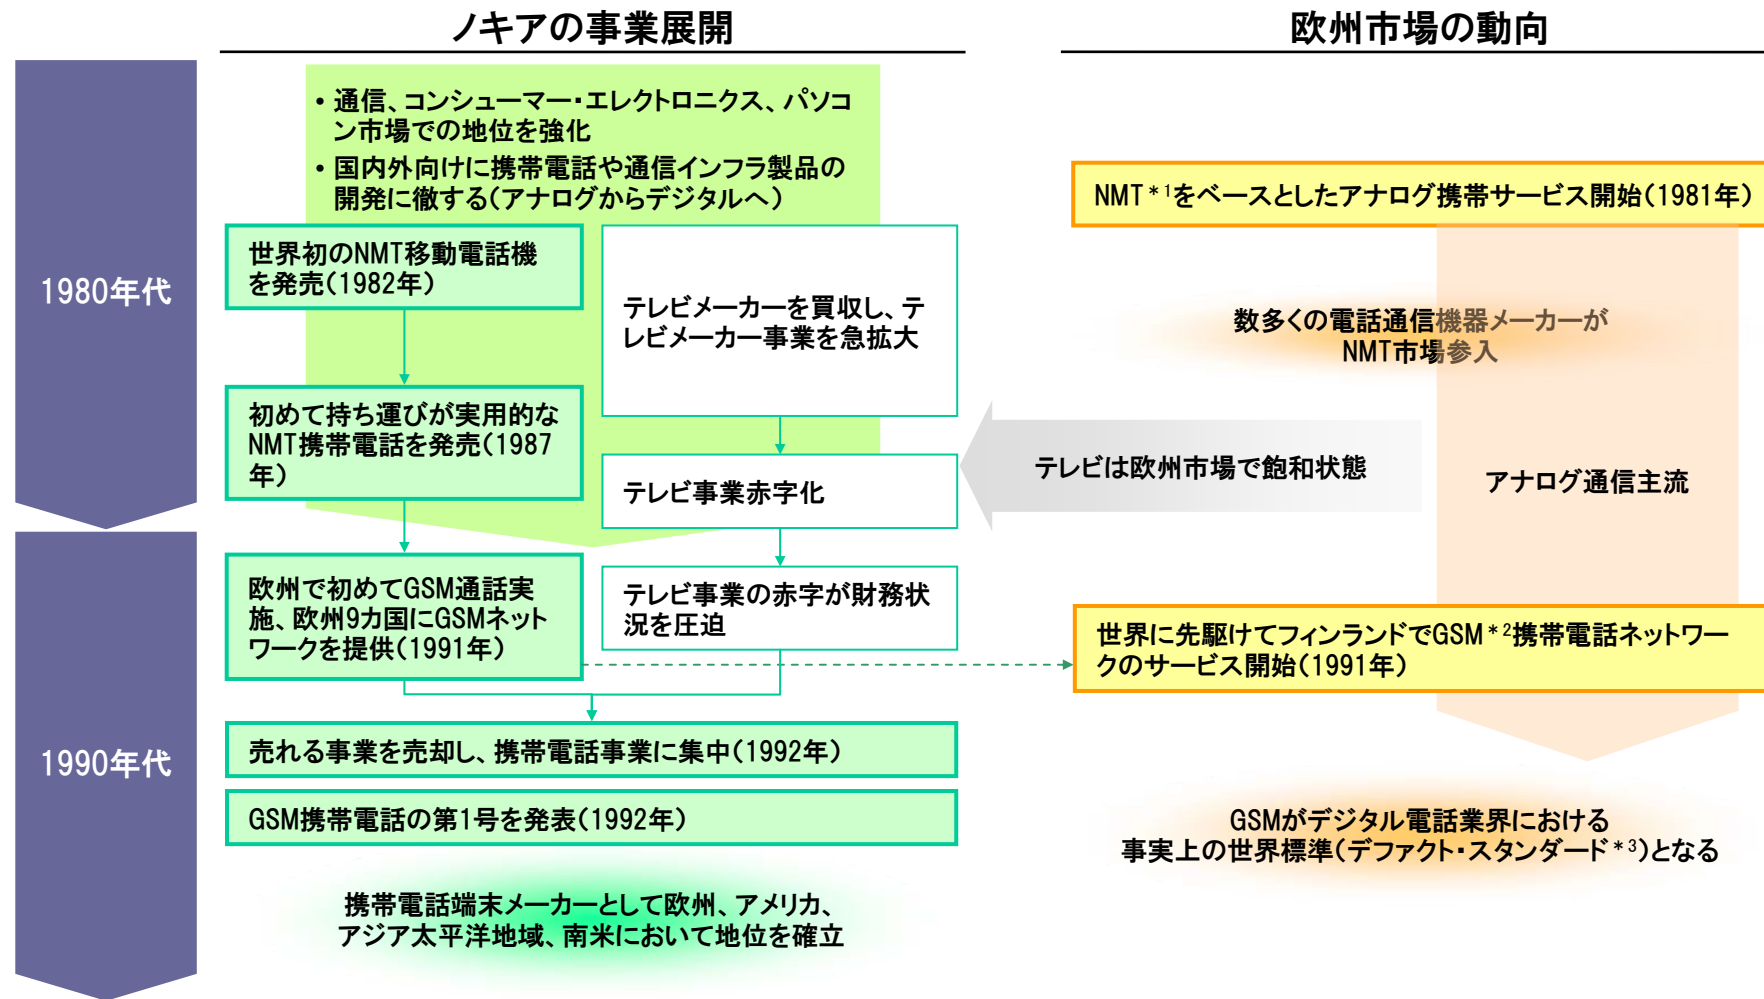 ノキアの事業展開
欧州市場の動向
1980年代
• 通信、コンシューマー・エレクトロニクス、パソコ
ン市場での地位を強化
• 国内外向けに携帯電話や通信インフラ製品の
開発に徹する(アナログからデジタルへ)
世界初のNMT移動電話機
を発売(1982年)
テレビメーカーを買収し、テ
レビメーカー事業を急拡大
初めて持ち運びが実用的な
NMT携帯電話を発売(1987
年)
テレビ事業赤字化
NMT*1をベースとしたアナログ携帯サービス開始(1981年)
数多くの電話通信機器メーカーが
NMT市場参入
テレビは欧州市場で飽和状態
アナログ通信主流
1990年代
欧州で初めてGSM通話実
施、欧州9カ国にGSMネット
ワークを提供(1991年)
テレビ事業の赤字が財務状
況を圧迫
世界に先駆けてフィンランドでGSM*2携帯電話ネットワー
クのサービス開始(1991年)
売れる事業を売却し、携帯電話事業に集中(1992年)
GSM携帯電話の第1号を発表(1992年)
GSMがデジタル電話業界における
事実上の世界標準(デファクト・スタンダード*3)となる
携帯電話端末メーカーとして欧州、アメリカ、
アジア太平洋地域、南米において地位を確立